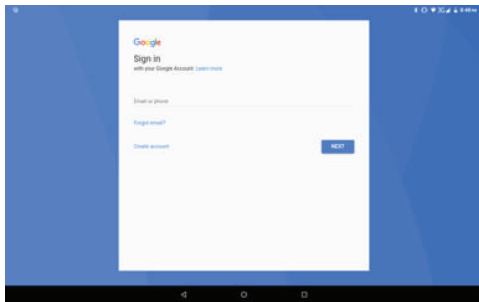 Google
Sign in
with your Google Account Learn more
Email or phone
Forgot email?
Create account
NEXT